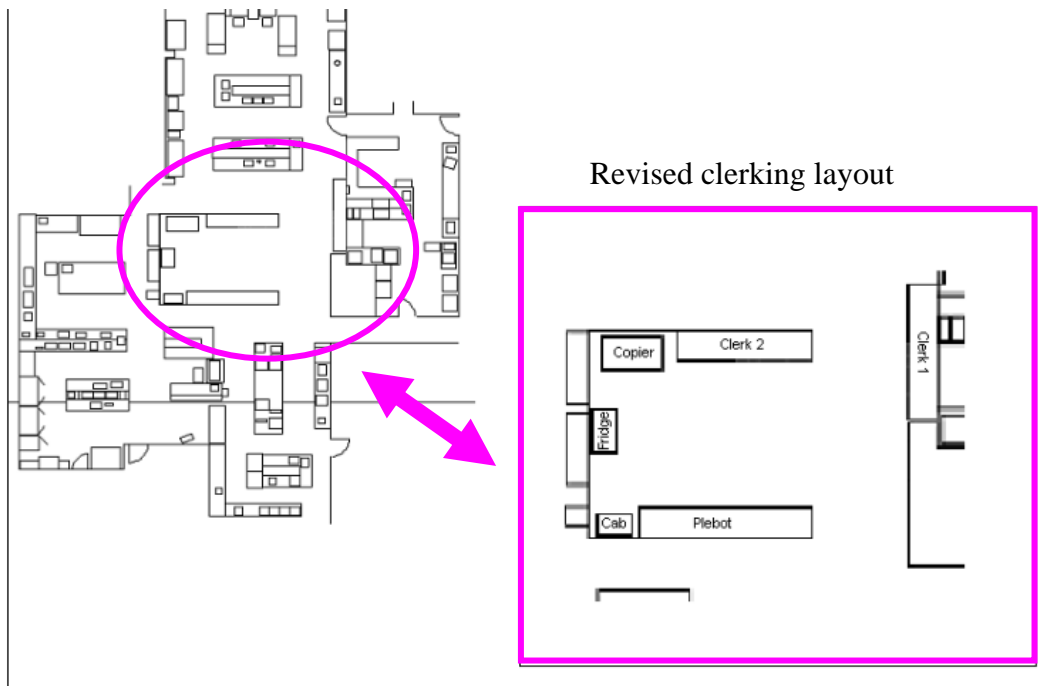 Revised clerking layout
Copier
Clerk 2
Clerk 1
Fridge
Cab
Plebot